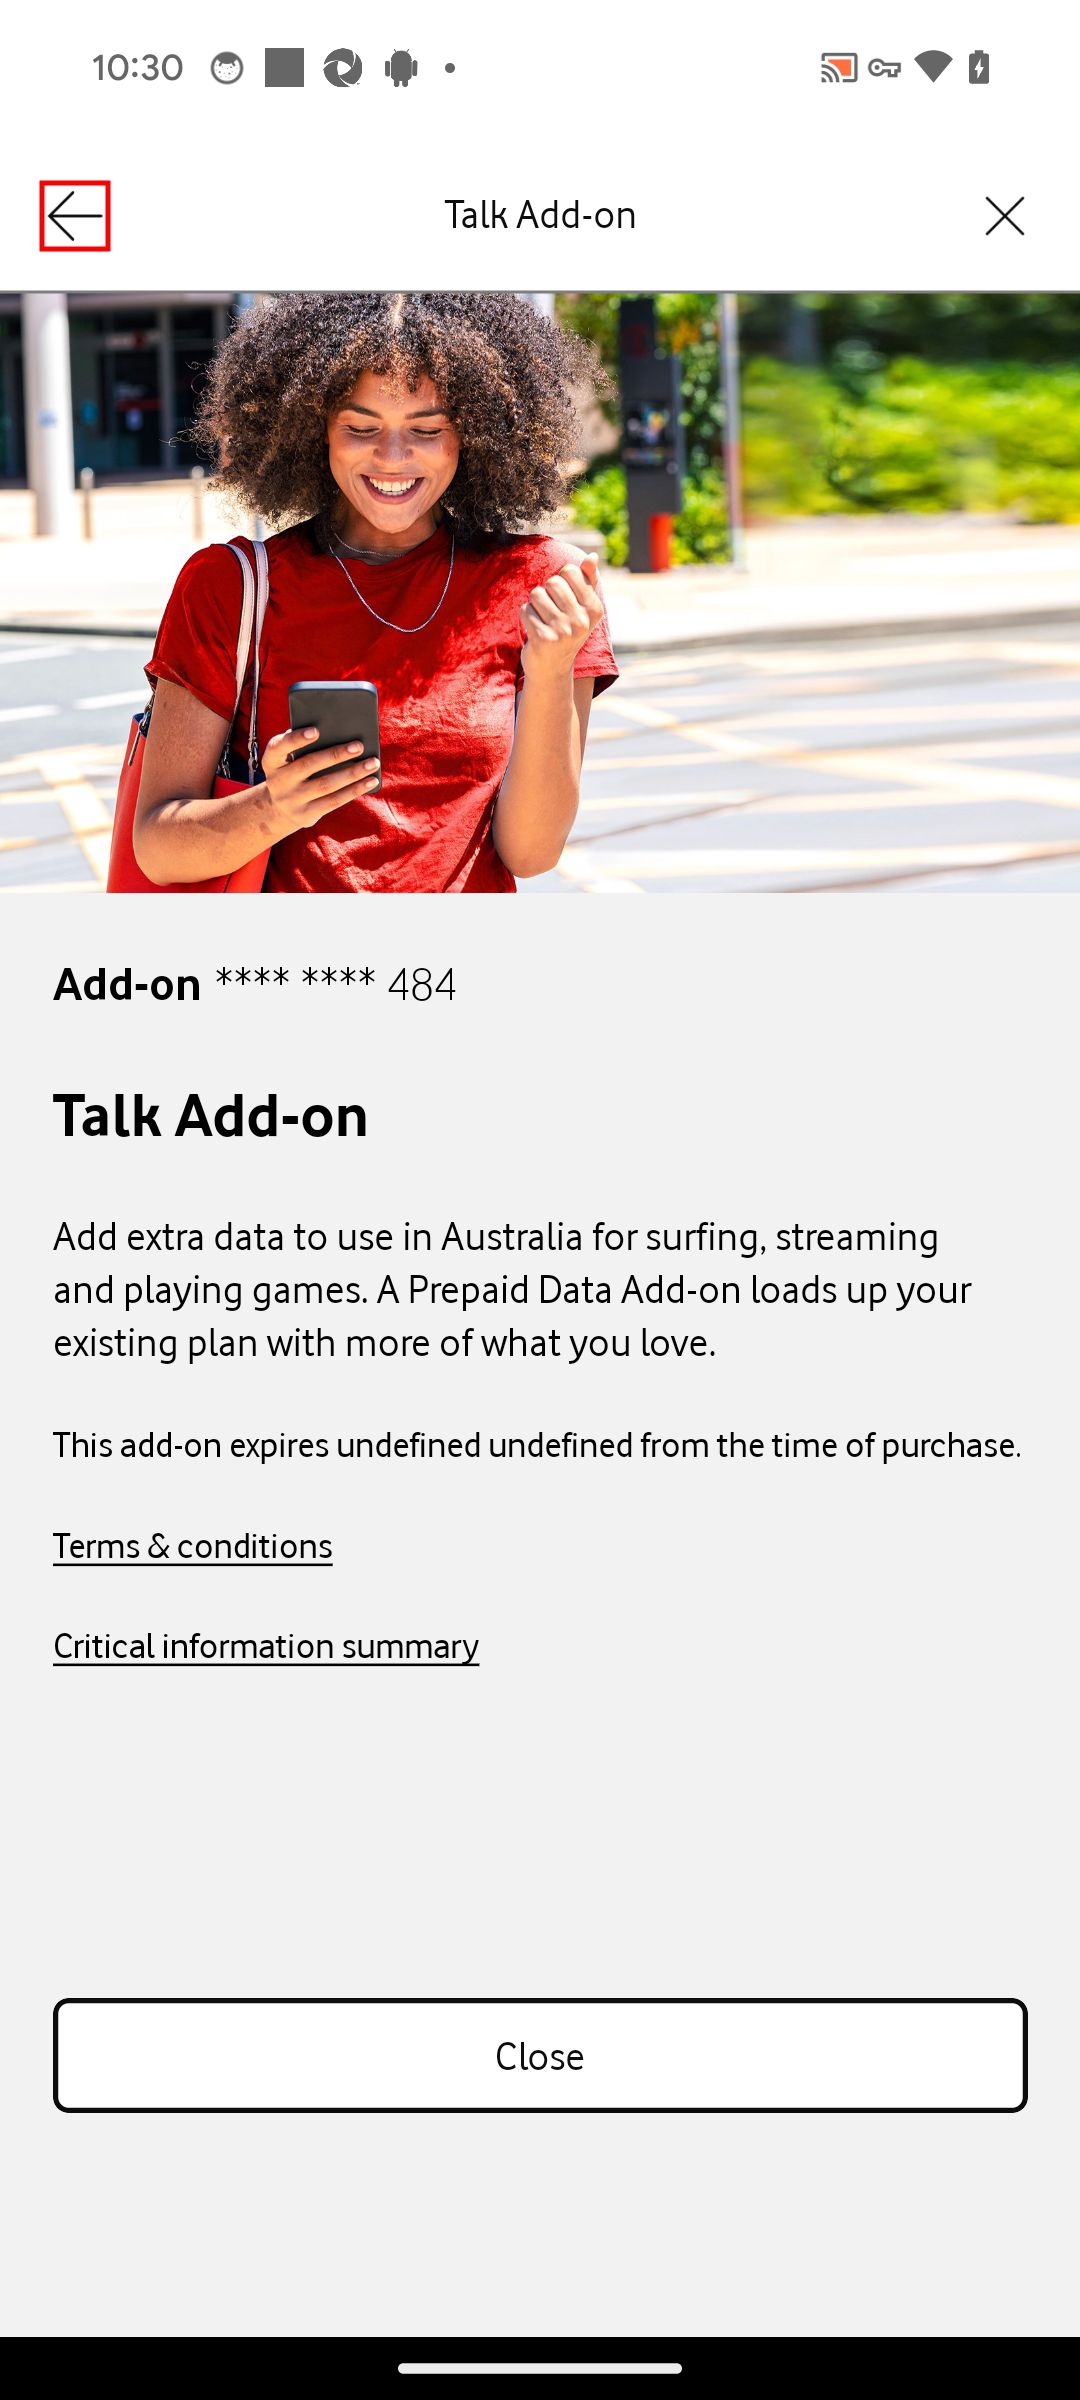 10:30
Talk Add-on
Add-on **** **** 484
Talk Add-on
Add extra data to use in Australia for surfing, streaming
and playing games. A Prepaid Data Add-on loads up your
existing plan with more of what you love.
This add-on expires undefined undefined from the time of purchase.
Terms & conditions
Critical information summary
Close